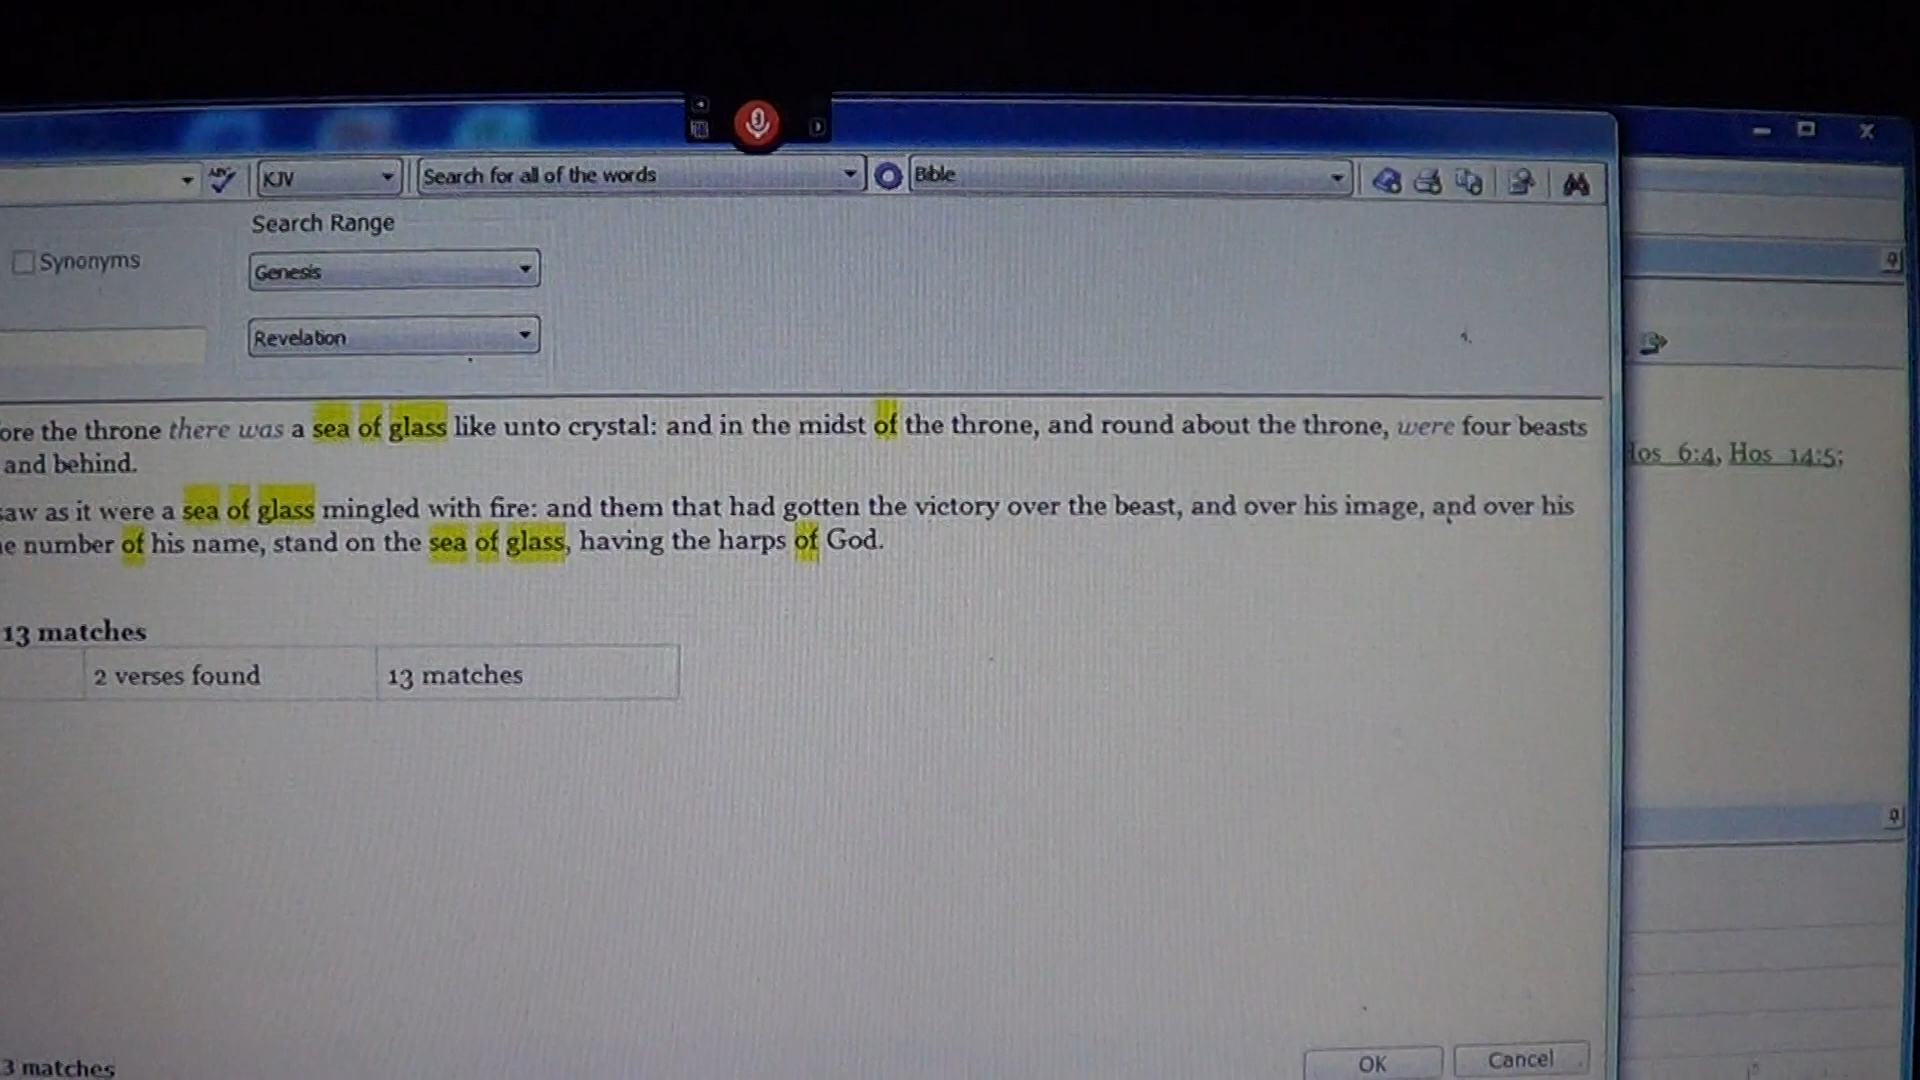 KJV
Search for all of the words
Bible
Search Range
Synonyms
Genesis
Revelation
ore the throne there was a sea of glass like unto crystal: and in the midst of the throne, and round about the throne, were four beasts
and behind.
saw as it were a sea of glass mingled with fire: and them that had gotten the victory over the beast, and over his image, and over his
e number of his name, stand on the sea of glass, having the harps of God.
Hos 6:4, Hos 14:5;
13 matches
2 verses found 13 matches
3 matches
OK Cancel